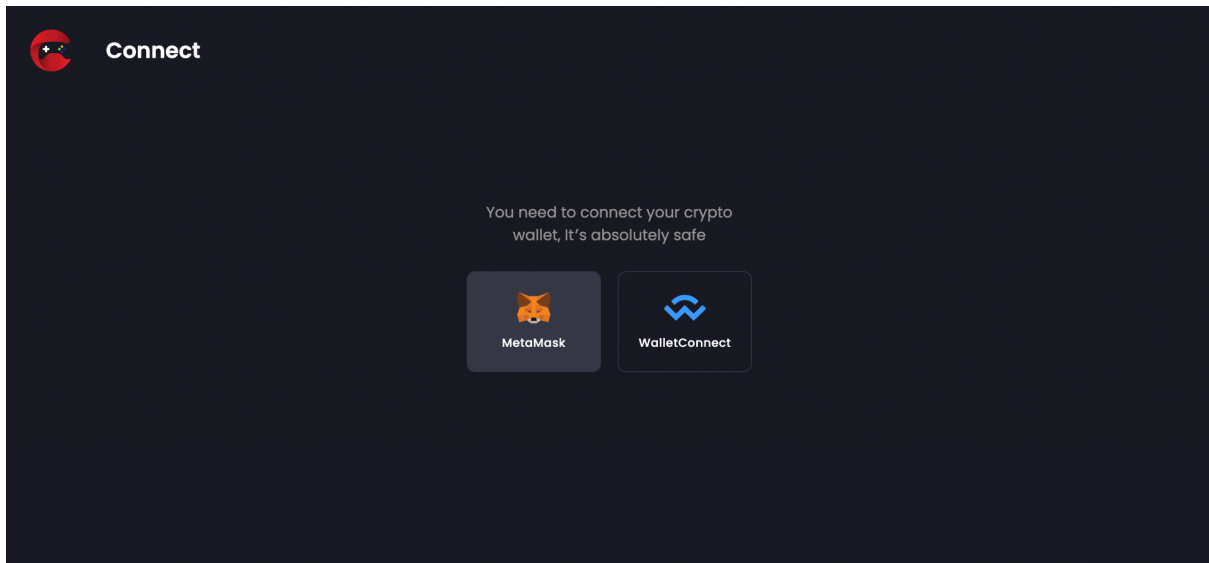 Connect
You need to connect your crypto
wallet, It's absolutely safe
MetaMask
WalletConnect